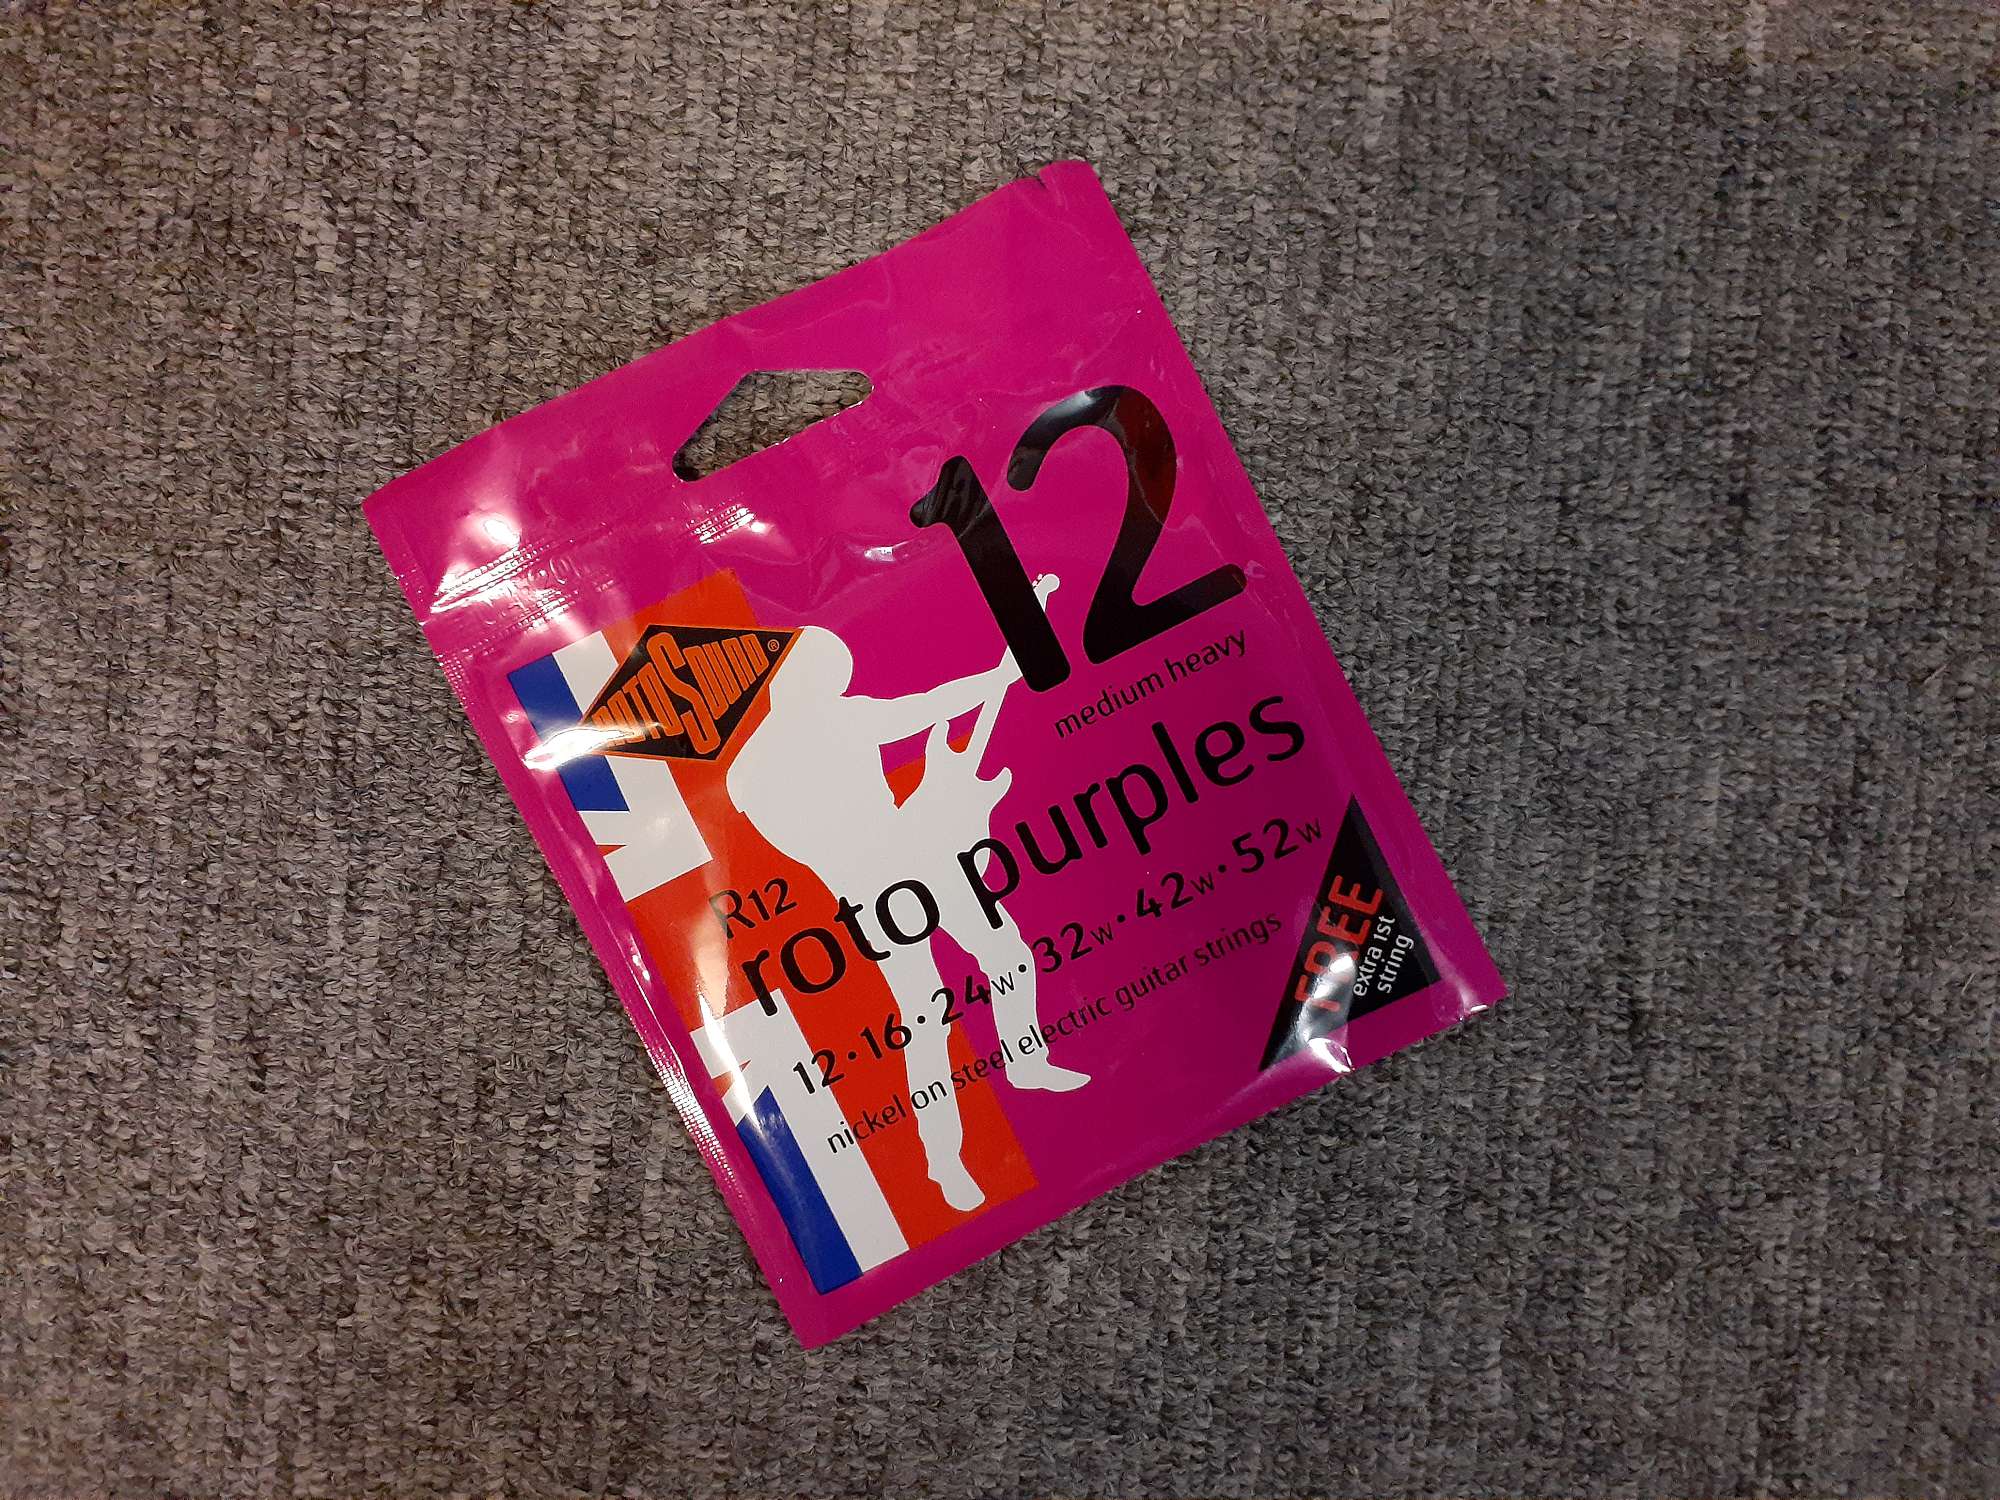 12
medium heavy
ROTOSOUND®
R12
roto purples
12•16•24w•32w•42w•52w
nickel on steel electric guitar strings
FREE
extra 1st
string